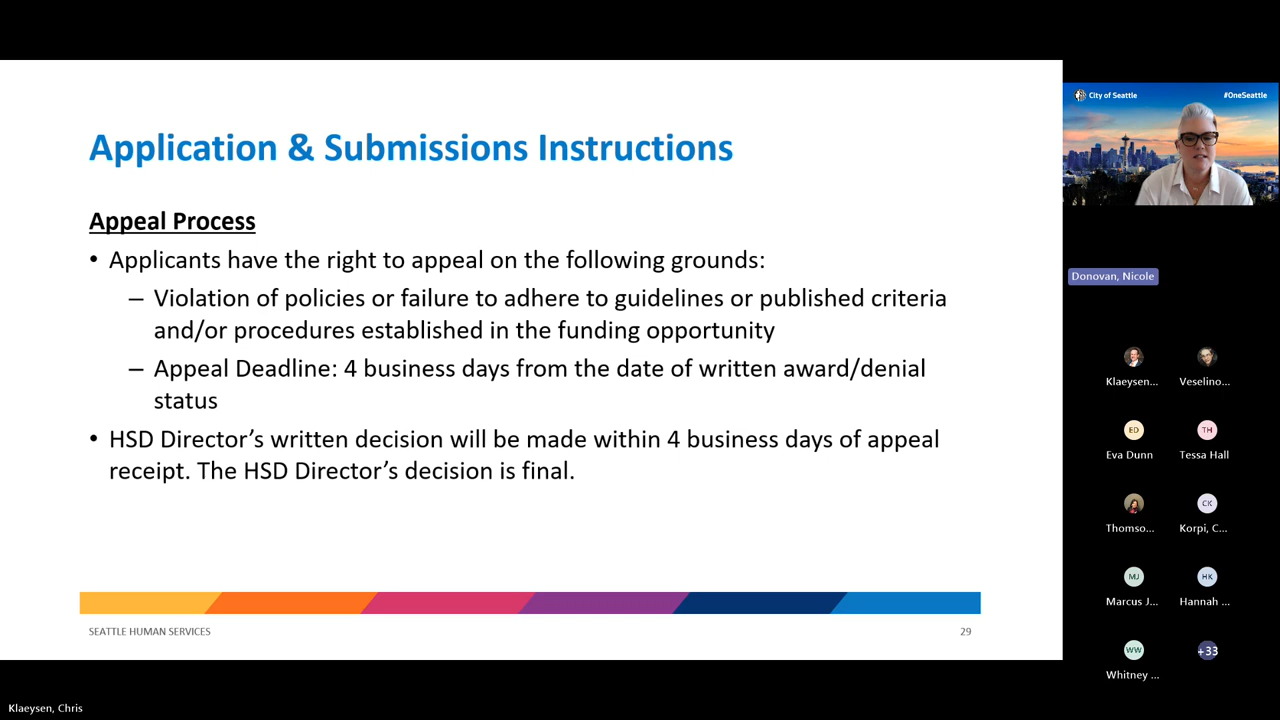 Application & Submissions Instructions
Appeal Process
• Applicants have the right to appeal on the following grounds:
– Violation of policies or failure to adhere to guidelines or published criteria
and/or procedures established in the funding opportunity
– Appeal Deadline: 4 business days from the date of written award/denial
status
• HSD Director’s written decision will be made within 4 business days of appeal
receipt. The HSD Director’s decision is final.
SEATTLE HUMAN SERVICES
29
City of Seattle
#OneSeattle
Donovan, Nicole
Klaeysen...
Veselino...
ED
TH
Eva Dunn
Tessa Hall
CK
Thomso...
Korpi, C...
MJ
HK
Marcus J...
Hannah ...
WW
+33
Whitney ...
Klaeysen, Chris